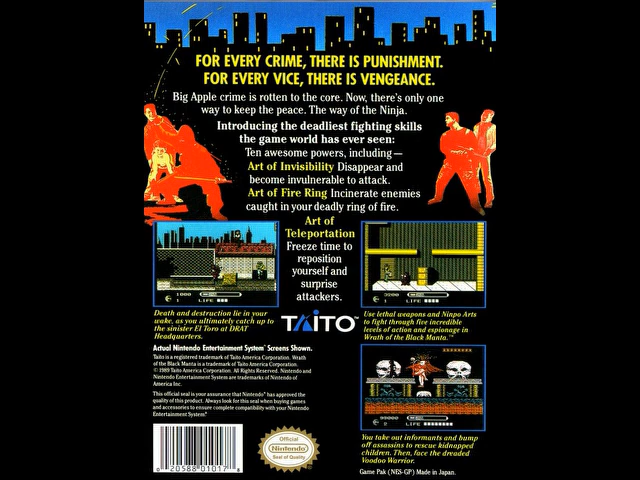 FOR EVERY CRIME, THERE IS PUNISHMENT.
FOR EVERY VICE, THERE IS VENGEANCE.
Big Apple crime is rotten to the core. Now, there's only one
way to keep the peace. The way of the Ninja.
Introducing the deadliest fighting skills
the game world has ever seen:
Ten awesome powers, including—
Art of Invisibility Disappear and
become invulnerable to attack.
Art of Fire Ring Incinerate enemies
caught in your deadly ring of fire.
Art of
Teleportation
Freeze time to
reposition
yourself and
surprise
attackers.
1000
1 LIFE
Death and destruction lie in your
wake, as you ultimately catch up to
the sinister El Toro at DRAT
Headquarters.
3200
1 LIFE
Use lethal weapons and Ninpo Arts
to fight through five incredible
levels of action and espionage in
Wrath of the Black Manta.™
TAITO™
Actual Nintendo Entertainment System® Screens Shown.
Taito is a registered trademark of Taito America Corporation. Wrath
of the Black Manta is a trademark of Taito America Corporation.
© 1989 Taito America Corporation. All Rights Reserved. Nintendo and
Nintendo Entertainment System are trademarks of Nintendo of
America Inc.
This official seal is your assurance that Nintendo® has approved the
quality of this product. Always look for this seal when buying games
and accessories to ensure complete compatibility with your Nintendo
Entertainment System®
99000
2 LIFE
You take out informants and bump
off assassins to rescue kidnapped
children. Then, face the dreaded
Voodoo Warrior.
0 20588 01017 8
Official
Nintendo
Seal of Quality
Game Pak (NES-GP) Made in Japan.